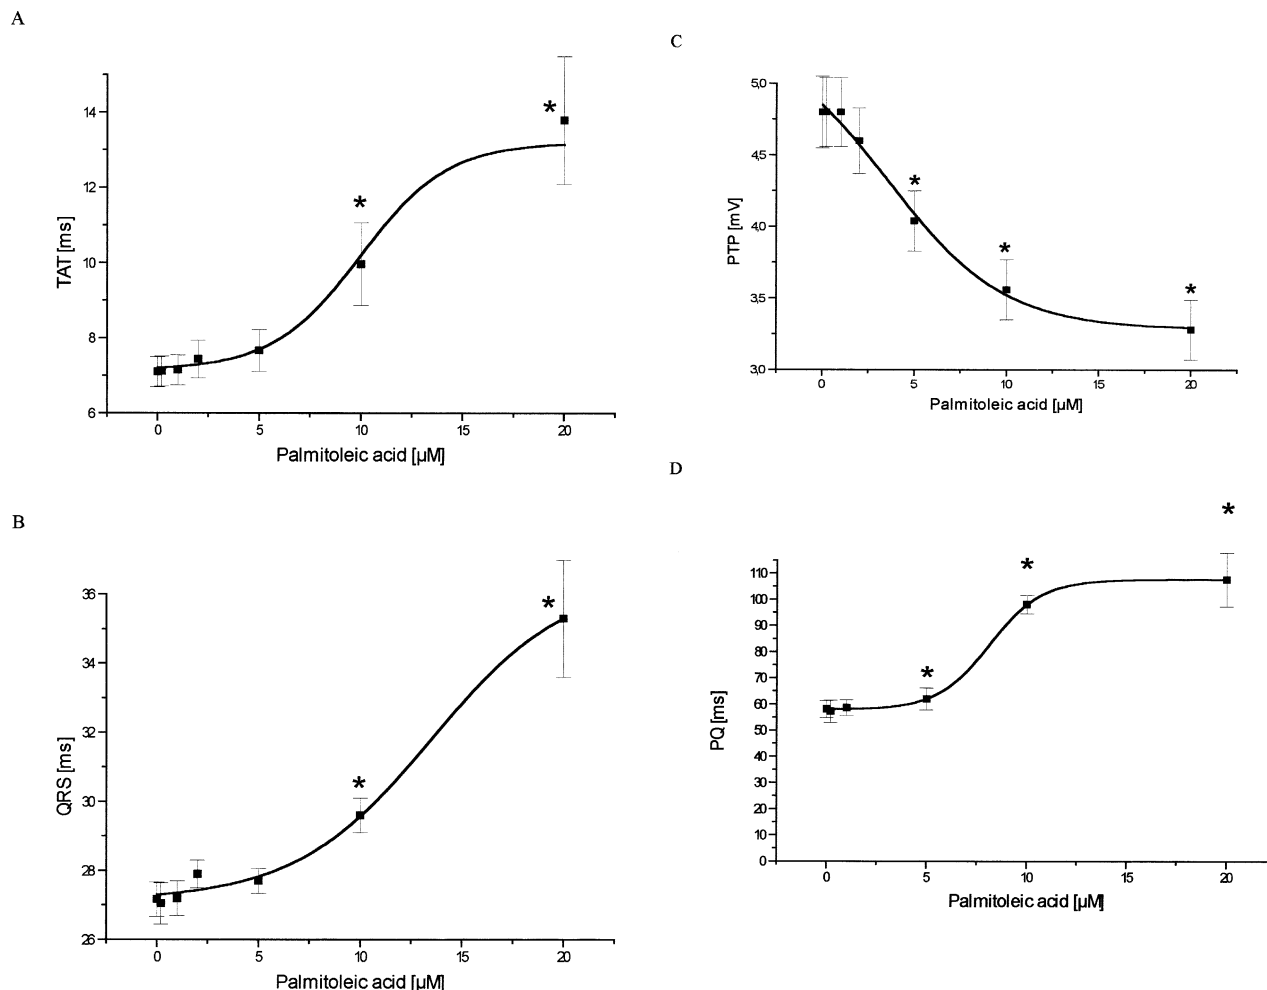 A
TAT [ms]
14
12
10
8
6
*
*
0 5 10 15 20
Palmitoleic acid [µM]
B
QRS [ms]
36
34
32
30
28
26
*
*
0 5 10 15 20
Palmitoleic acid [µM]
C
PTP [mV]
5,0
4,5
4,0
3,5
3,0
*
*
*
0 5 10 15 20
Palmitoleic acid [µM]
D
PQ [ms]
110
100
90
80
70
60
50
40
30
20
10
0
*
*
*
0 5 10 15 20
Palmitoleic acid [µM]